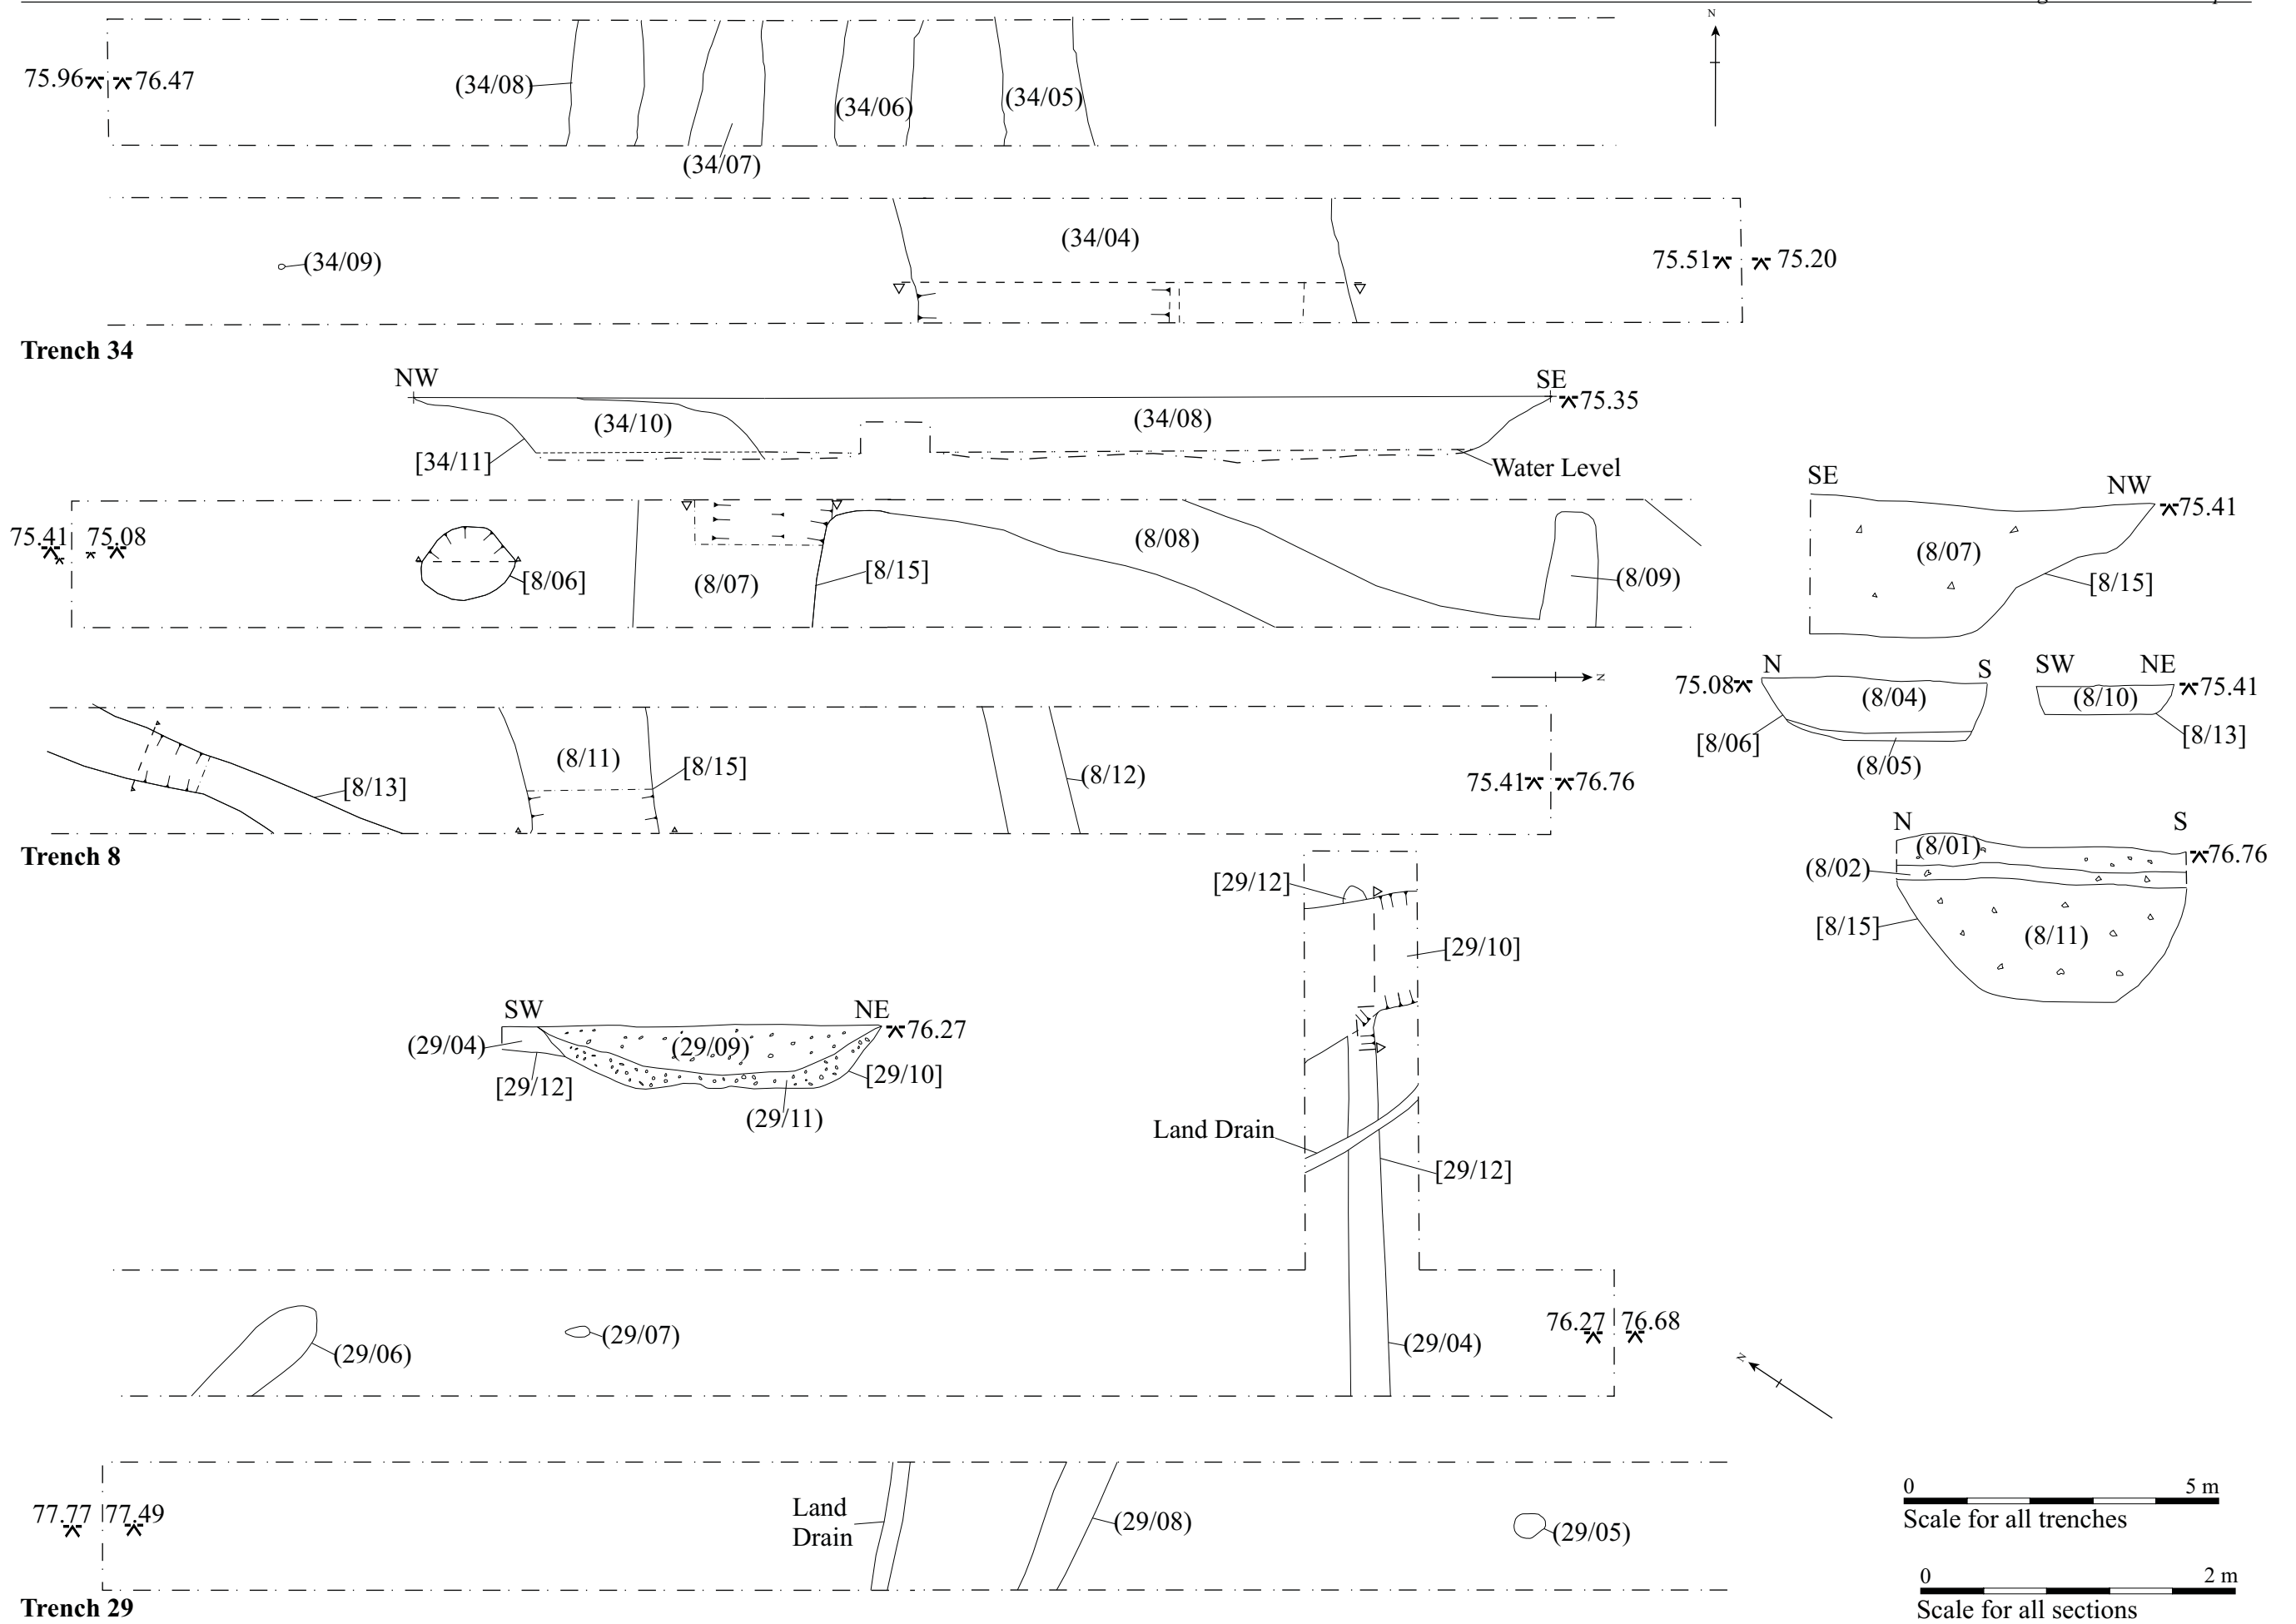 N
75.96 76.47
(34/08)
(34/06)
(34/05)
(34/07)
(34/04)
(34/09)
75.51 75.20
Trench 34
NW
SE
75.35
(34/10)
(34/08)
[34/11]
Water Level
75.41 75.08
[8/06]
(8/07)
[8/15]
(8/08)
(8/09)
SE
NW
75.41
(8/07)
[8/15]
N
N
S
75.08
(8/04)
[8/06]
(8/05)
SW
NE
75.41
(8/10)
[8/13]
[8/13]
(8/11)
[8/15]
(8/12)
75.41 76.76
Trench 8
N
S
(8/01)
76.76
(8/02)
[8/15]
(8/11)
[29/12]
[29/10]
SW
NE
76.27
(29/04)
(29/09)
[29/12]
[29/10]
(29/11)
Land Drain
[29/12]
(29/06)
(29/07)
(29/04)
76.27 76.68
N
77.77 77.49
Land
Drain
(29/08)
(29/05)
Trench 29
0 5 m
Scale for all trenches
0 2 m
Scale for all sections